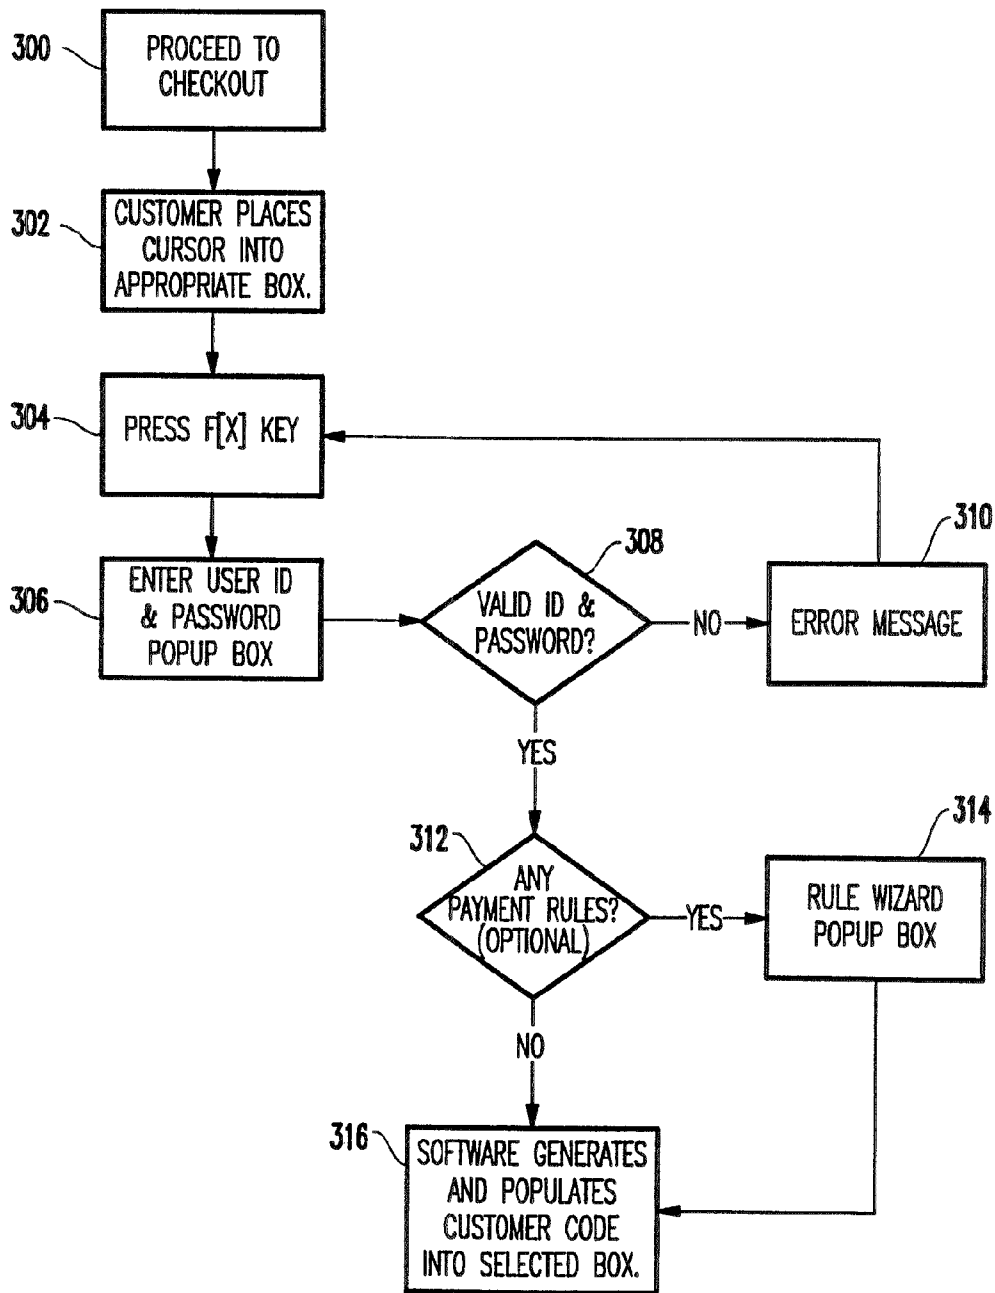 300
PROCEED TO
CHECKOUT
302
CUSTOMER PLACES
CURSOR INTO
APPROPRIATE BOX.
304
PRESS F[X] KEY
306
ENTER USER ID
& PASSWORD
POPUP BOX
308
VALID ID &
PASSWORD?
NO
310
ERROR MESSAGE
YES
312
ANY
PAYMENT RULES?
(OPTIONAL)
YES
314
RULE WIZARD
POPUP BOX
NO
316
SOFTWARE GENERATES
AND POPULATES
CUSTOMER CODE
INTO SELECTED BOX.